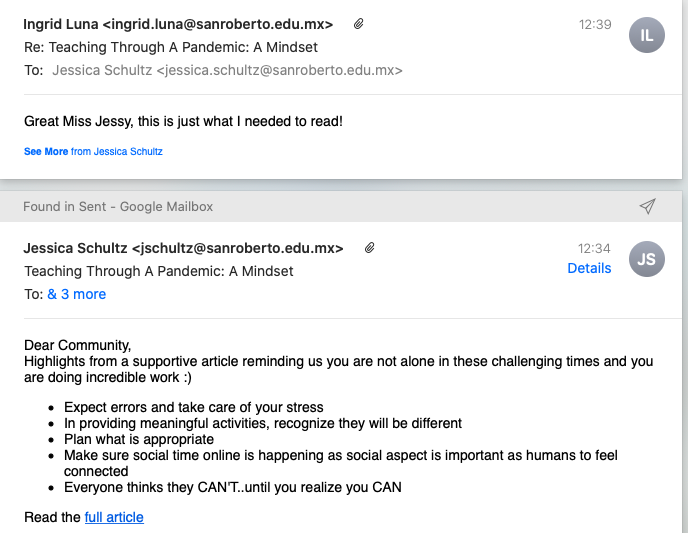 Ingrid Luna <ingrid.luna@sanroberto.edu.mx> 12:39
IL
Re: Teaching Through A Pandemic: A Mindset
To: Jessica Schultz <jessica.schultz@sanroberto.edu.mx>
Great Miss Jessy, this is just what I needed to read!
See More from Jessica Schultz
Found in Sent - Google Mailbox
Jessica Schultz <jschultz@sanroberto.edu.mx> 12:34
JS
Teaching Through A Pandemic: A Mindset Details
To: & 3 more
Dear Community,
Highlights from a supportive article reminding us you are not alone in these challenging times and you
are doing incredible work :)
• Expect errors and take care of your stress
• In providing meaningful activities, recognize they will be different
• Plan what is appropriate
• Make sure social time online is happening as social aspect is important as humans to feel
connected
• Everyone thinks they CAN'T..until you realize you CAN
Read the full article